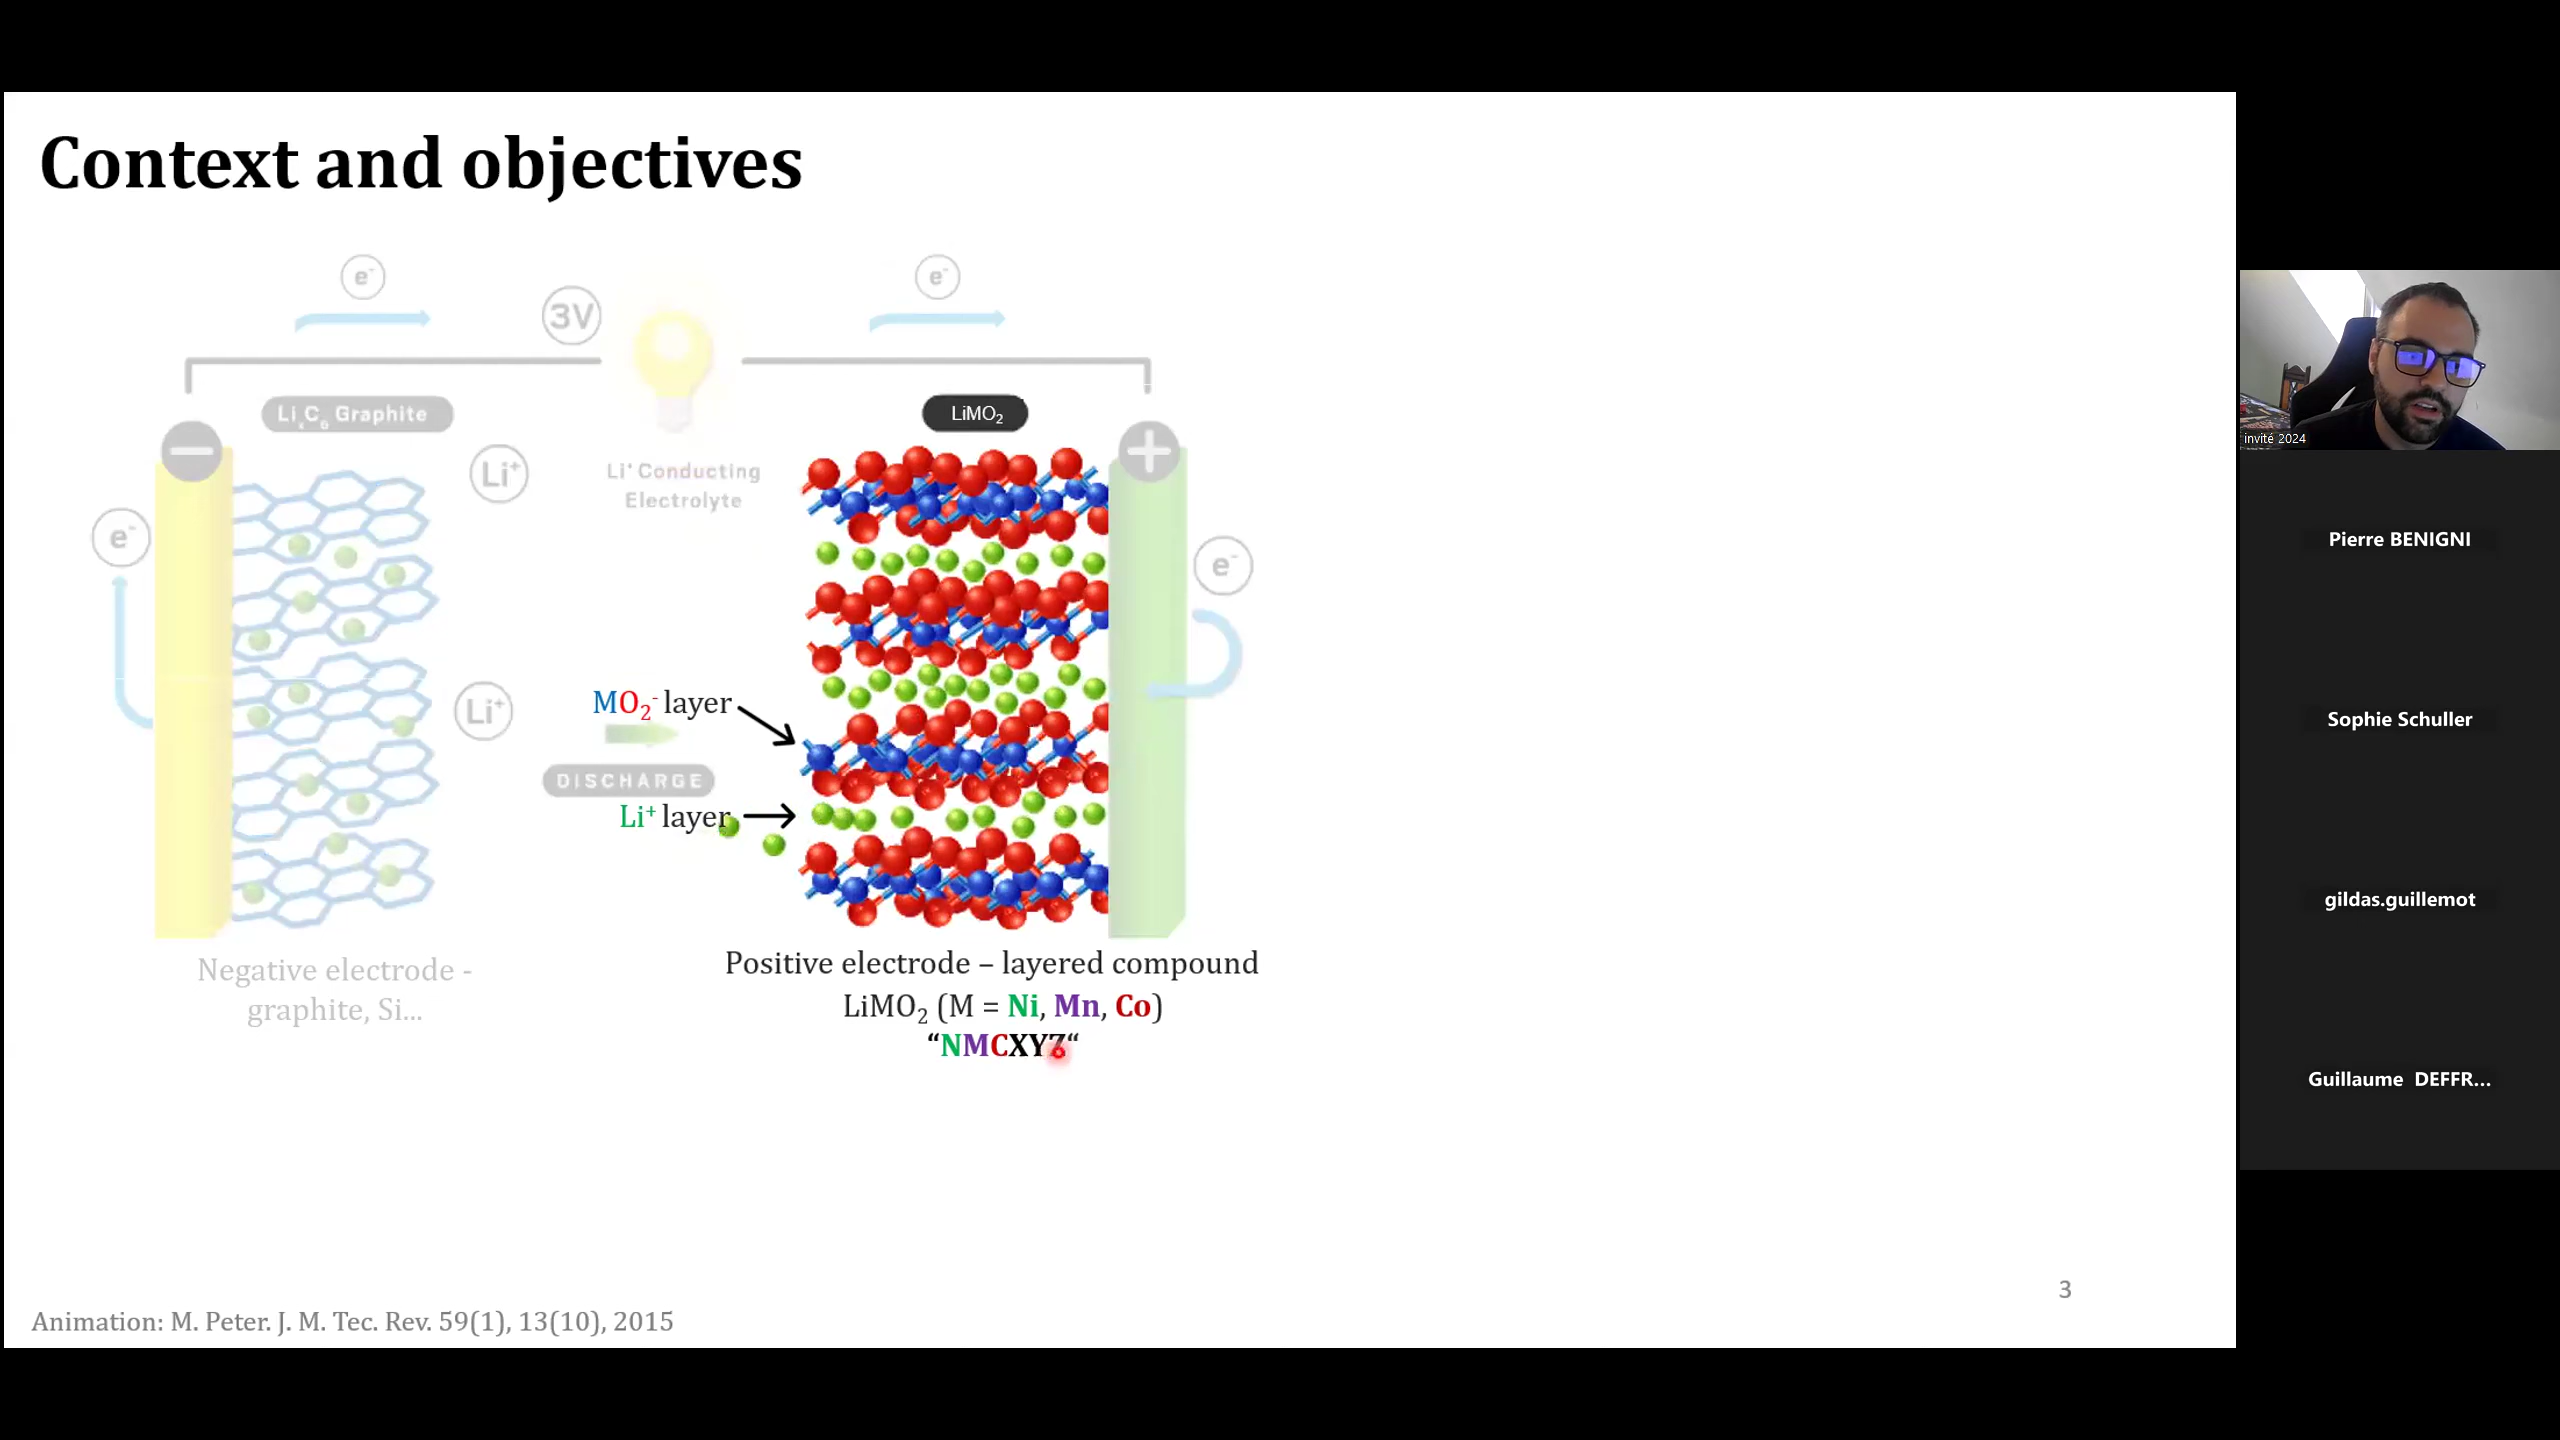 Context and objectives
e⁻
e⁻
3V
LiₓC₆ Graphite
LiMO₂
Li⁺
Li⁺ Conducting
Electrolyte
e⁻
e⁻
MO₂⁻ layer
Li⁺
DISCHARGE
Li⁺ layer
Negative electrode -
graphite, Si...
Positive electrode – layered compound
LiMO₂ (M = Ni, Mn, Co)
“NMCXYZ“
3
Animation: M. Peter. J. M. Tec. Rev. 59(1), 13(10), 2015
invité 2024
Pierre BENIGNI
Sophie Schuller
gildas.guillemot
Guillaume DEFFR...